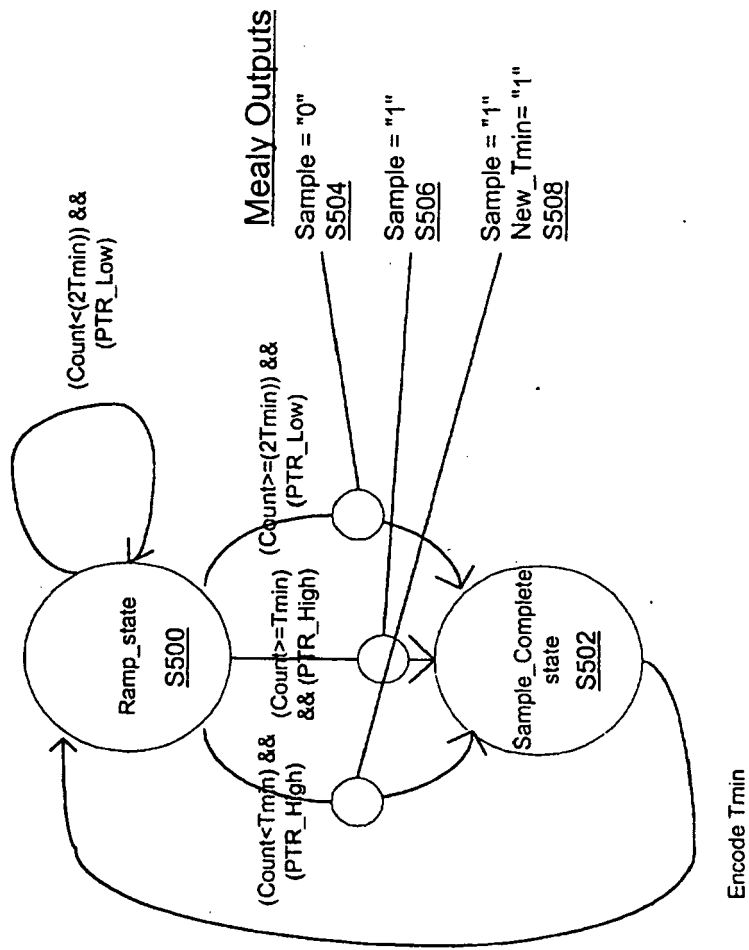 (Count<(2Tmin)) &&
(PTR_Low)
Ramp_state
S500
(Count<Tmin) &&
(PTR_High)
(Count>=Tmin)
&& (PTR_High)
(Count>=(2Tmin)) &&
(PTR_Low)
Mealy Outputs
Sample = "0"
S504
Sample = "1"
S506
Sample = "1"
New_Tmin= "1"
S508
Sample_Complete
state
S502
Encode Tmin